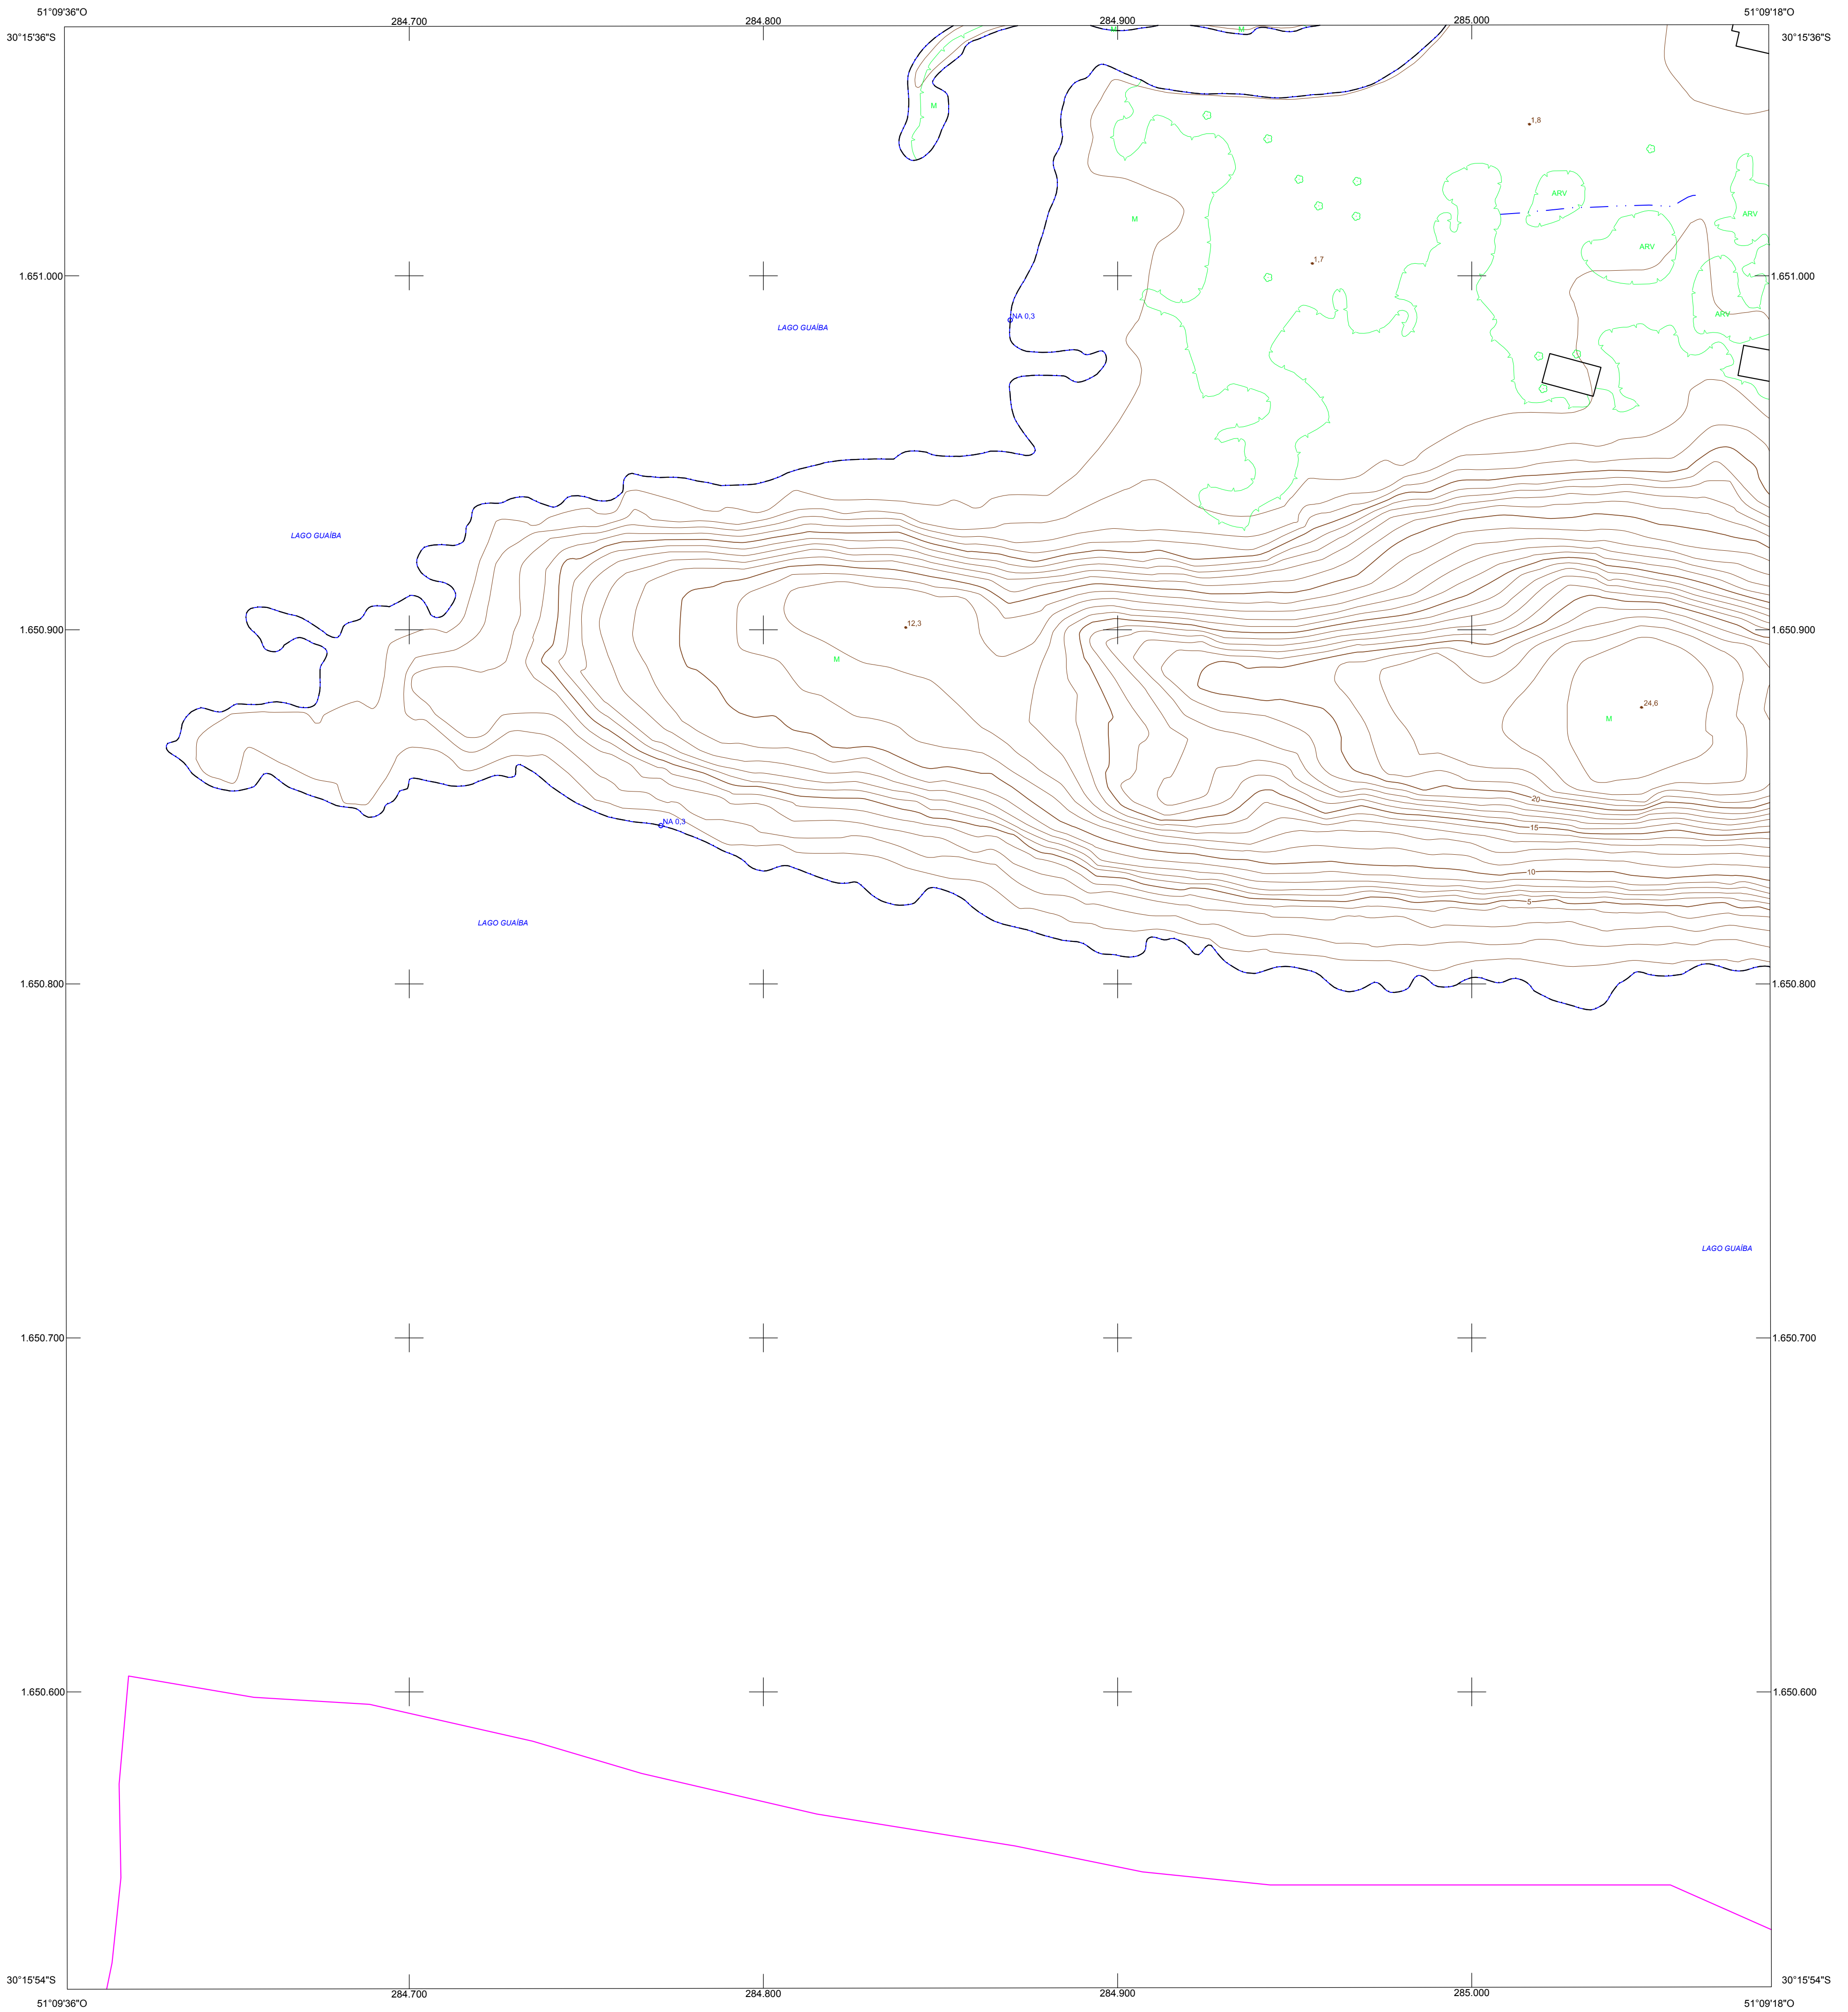 51°09'36"O
284.700
284.800
284.900
285.000
51°09'18"O
30°15'36"S
30°15'36"S
M
M
M
1,8
ARV
ARV
M
ARV
1,7
1.651.000
1.651.000
ARV
NA 0,3
LAGO GUAÍBA
LAGO GUAÍBA
12,3
1.650.900
1.650.900
M
24,6
M
20
NA 0,3
15
10
5
LAGO GUAÍBA
1.650.800
1.650.800
LAGO GUAÍBA
1.650.700
1.650.700
1.650.600
1.650.600
30°15'54"S
30°15'54"S
51°09'36"O
284.700
284.800
284.900
285.000
51°09'18"O